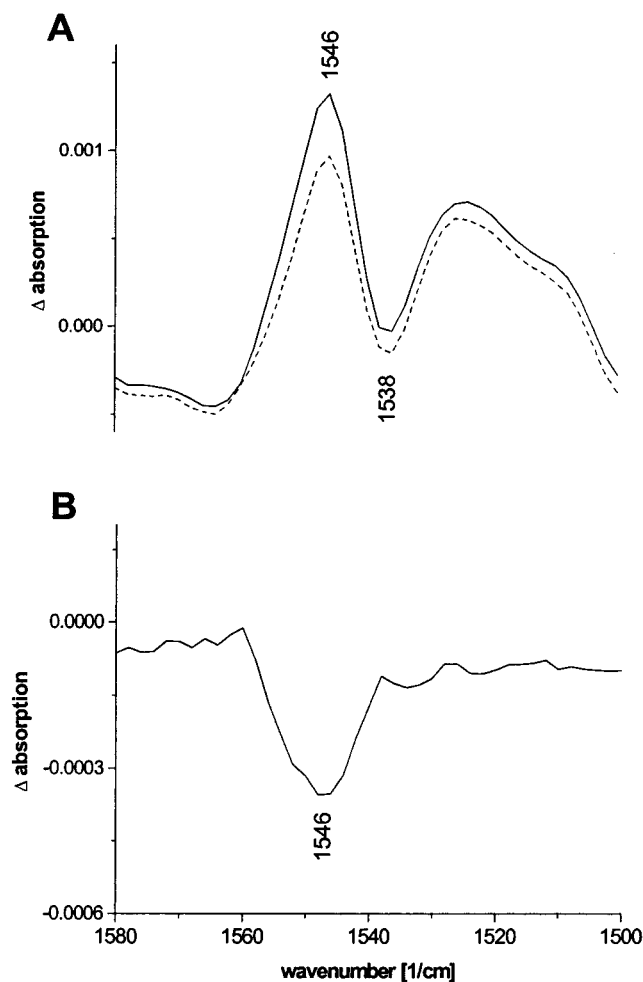 A
1546
0.001
0.000
Δ absorption
1538
B
0.0000
-0.0003
-0.0006
Δ absorption
1546
1580 1560 1540 1520 1500
wavenumber [1/cm]